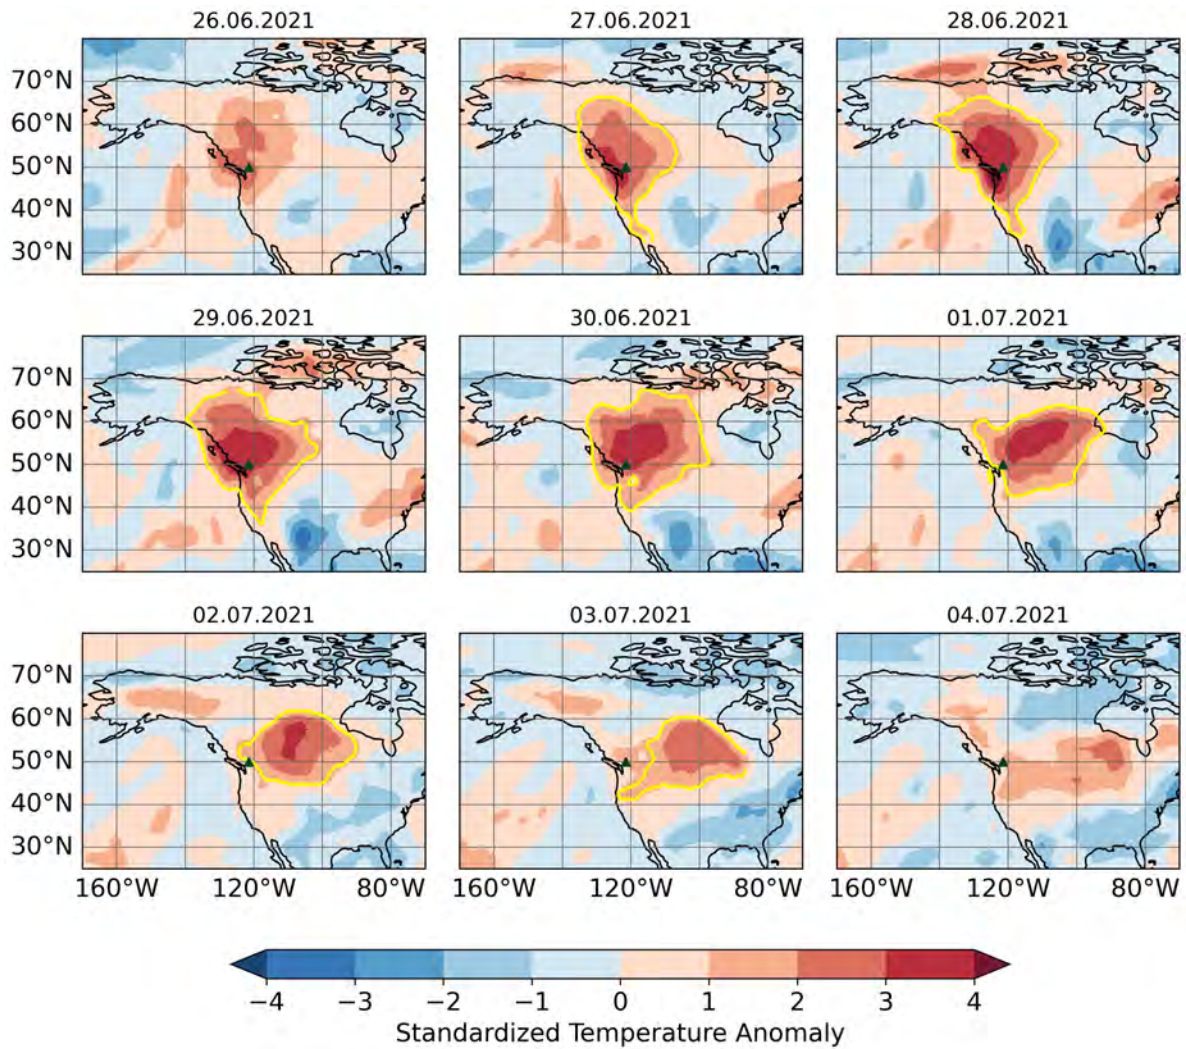 26.06.2021 27.06.2021 28.06.2021
70°N
60°N
50°N
40°N
30°N
29.06.2021 30.06.2021 01.07.2021
70°N
60°N
50°N
40°N
30°N
02.07.2021 03.07.2021 04.07.2021
70°N
60°N
50°N
40°N
30°N
160°W 120°W 80°W 160°W 120°W 80°W 160°W 120°W 80°W
−4 −3 −2 −1 0 1 2 3 4
Standardized Temperature Anomaly